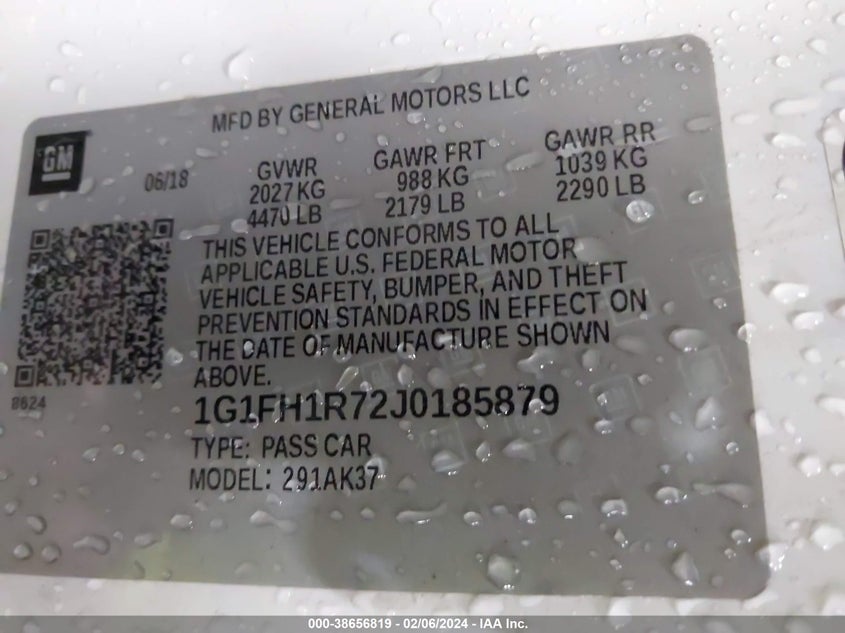 MFD BY GENERAL MOTORS LLC
GM
06/18
GVWR
2027 KG
4470 LB
GAWR FRT
988 KG
2179 LB
GAWR RR
1039 KG
2290 LB
THIS VEHICLE CONFORMS TO ALL
APPLICABLE U.S. FEDERAL MOTOR
VEHICLE SAFETY, BUMPER, AND THEFT
PREVENTION STANDARDS IN EFFECT ON
THE DATE OF MANUFACTURE SHOWN
ABOVE.
8624
1G1FH1R72J0185879
TYPE: PASS CAR
MODEL: 291AK37
000-38656819 - 02/06/2024 - IAA Inc.